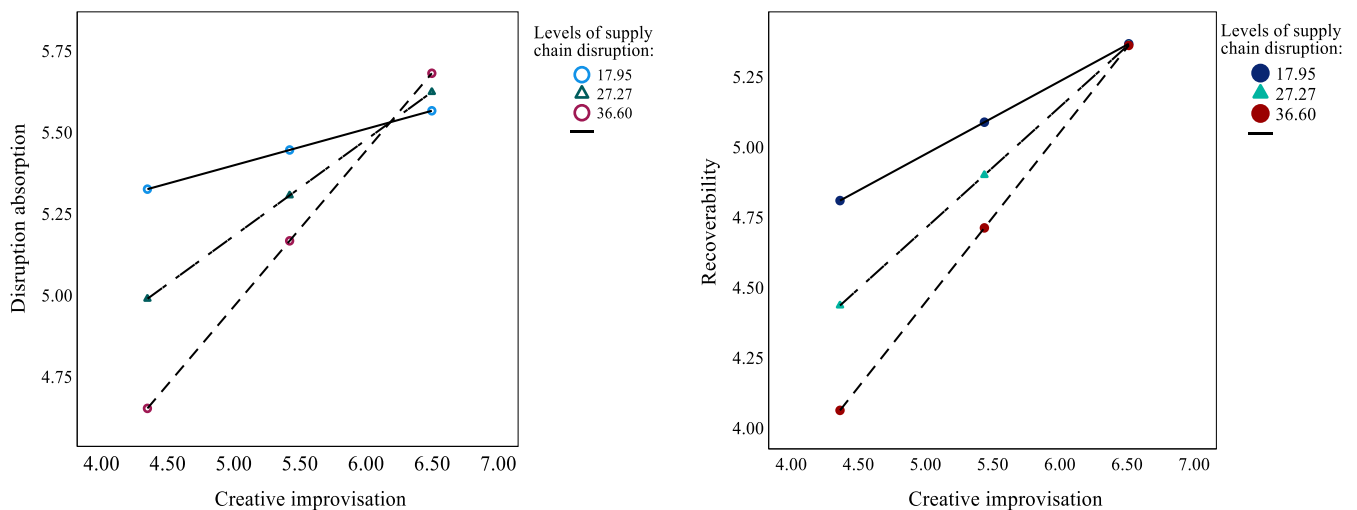 Levels of supply
chain disruption:
17.95
27.27
36.60
5.75
5.50
5.25
5.00
4.75
Disruption absorption
4.00 4.50 5.00 5.50 6.00 6.50 7.00
Creative improvisation
Levels of supply
chain disruption:
17.95
27.27
36.60
5.25
5.00
4.75
4.50
4.25
4.00
Recoverability
4.00 4.50 5.00 5.50 6.00 6.50 7.00
Creative improvisation